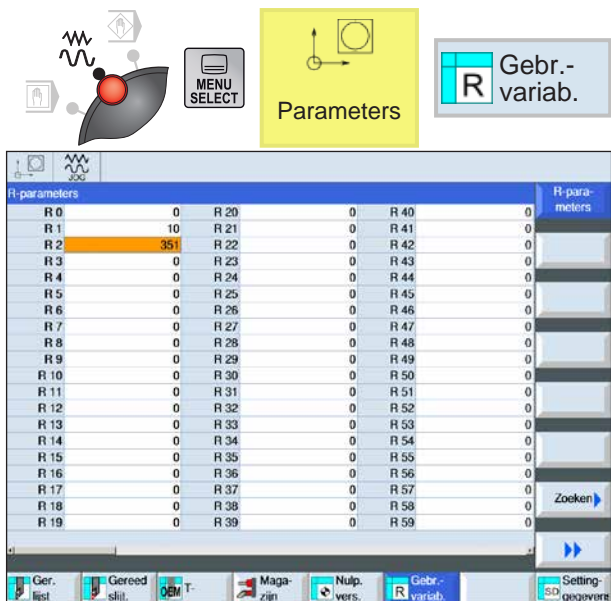 MENU
SELECT
Parameters
R
Gebr.-
variab.
JOG
R-parameters
R-para-
meters
R 0 0 R 20 0 R 40 0
R 1 10 R 21 0 R 41 0
R 2 351 R 22 0 R 42 0
R 3 0 R 23 0 R 43 0
R 4 0 R 24 0 R 44 0
R 5 0 R 25 0 R 45 0
R 6 0 R 26 0 R 46 0
R 7 0 R 27 0 R 47 0
R 8 0 R 28 0 R 48 0
R 9 0 R 29 0 R 49 0
R 10 0 R 30 0 R 50 0
R 11 0 R 31 0 R 51 0
R 12 0 R 32 0 R 52 0
R 13 0 R 33 0 R 53 0
R 14 0 R 34 0 R 54 0
R 15 0 R 35 0 R 55 0
R 16 0 R 36 0 R 56 0
R 17 0 R 37 0 R 57 0
R 18 0 R 38 0 R 58 0
R 19 0 R 39 0 R 59 0
Zoeken
Ger.
lijst
Gereed
slijt.
OEM T-
Maga-
zijn
Nulp.
vers.
R
Gebr.-
variab.
SD
Setting-
gegevens